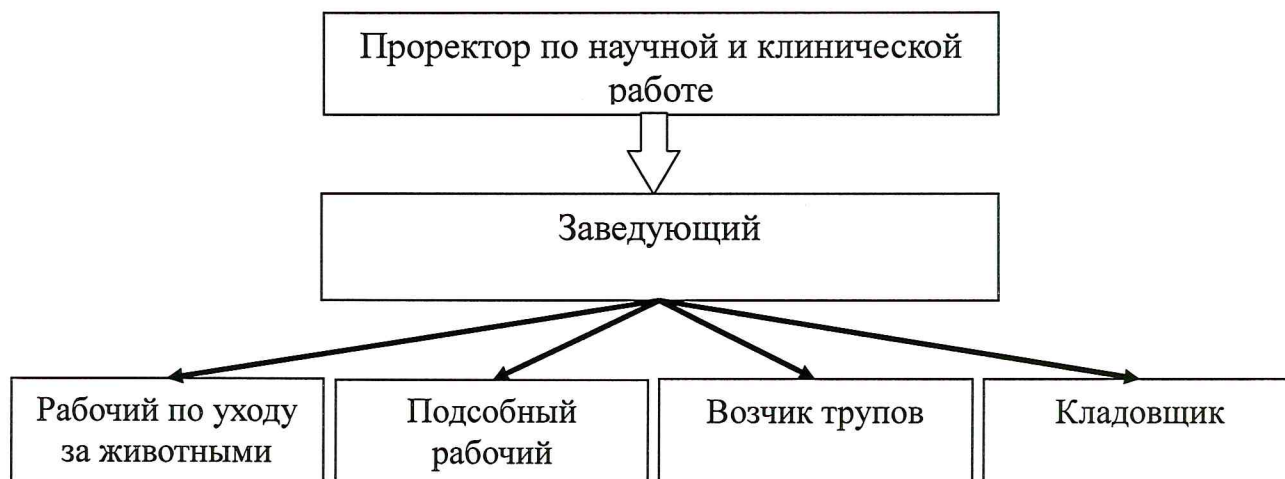 Проректор по научной и клинической
работе
Заведующий
Рабочий по уходу
за животными
Подсобный
рабочий
Возчик трупов
Кладовщик